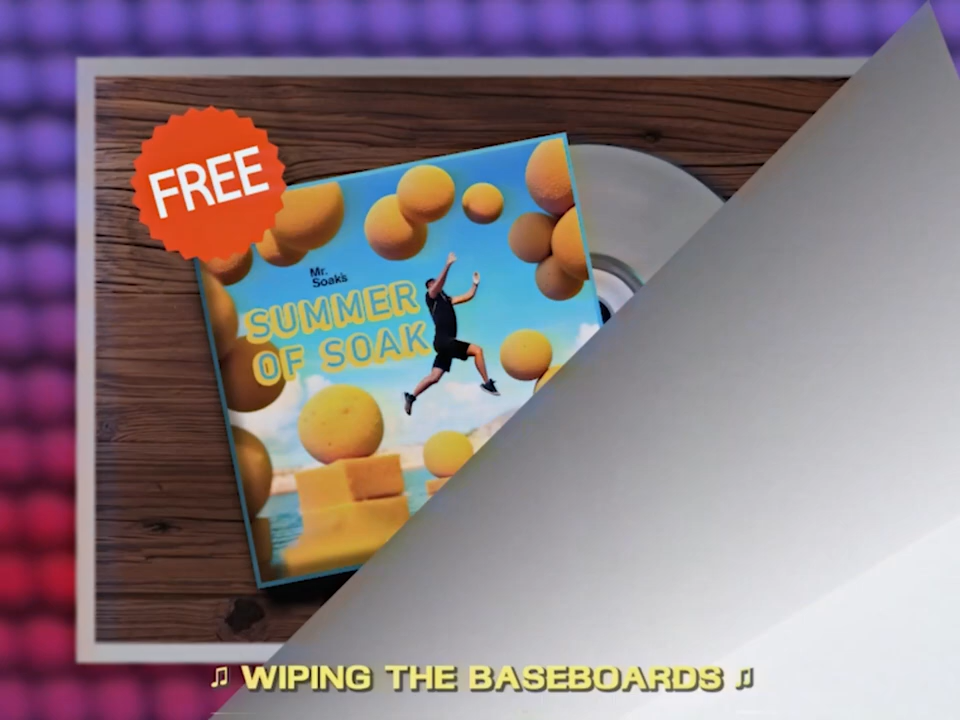 FREE
Mr.
Soak's
SUMMER
OF SOAK
♫ WIPING THE BASEBOARDS ♫